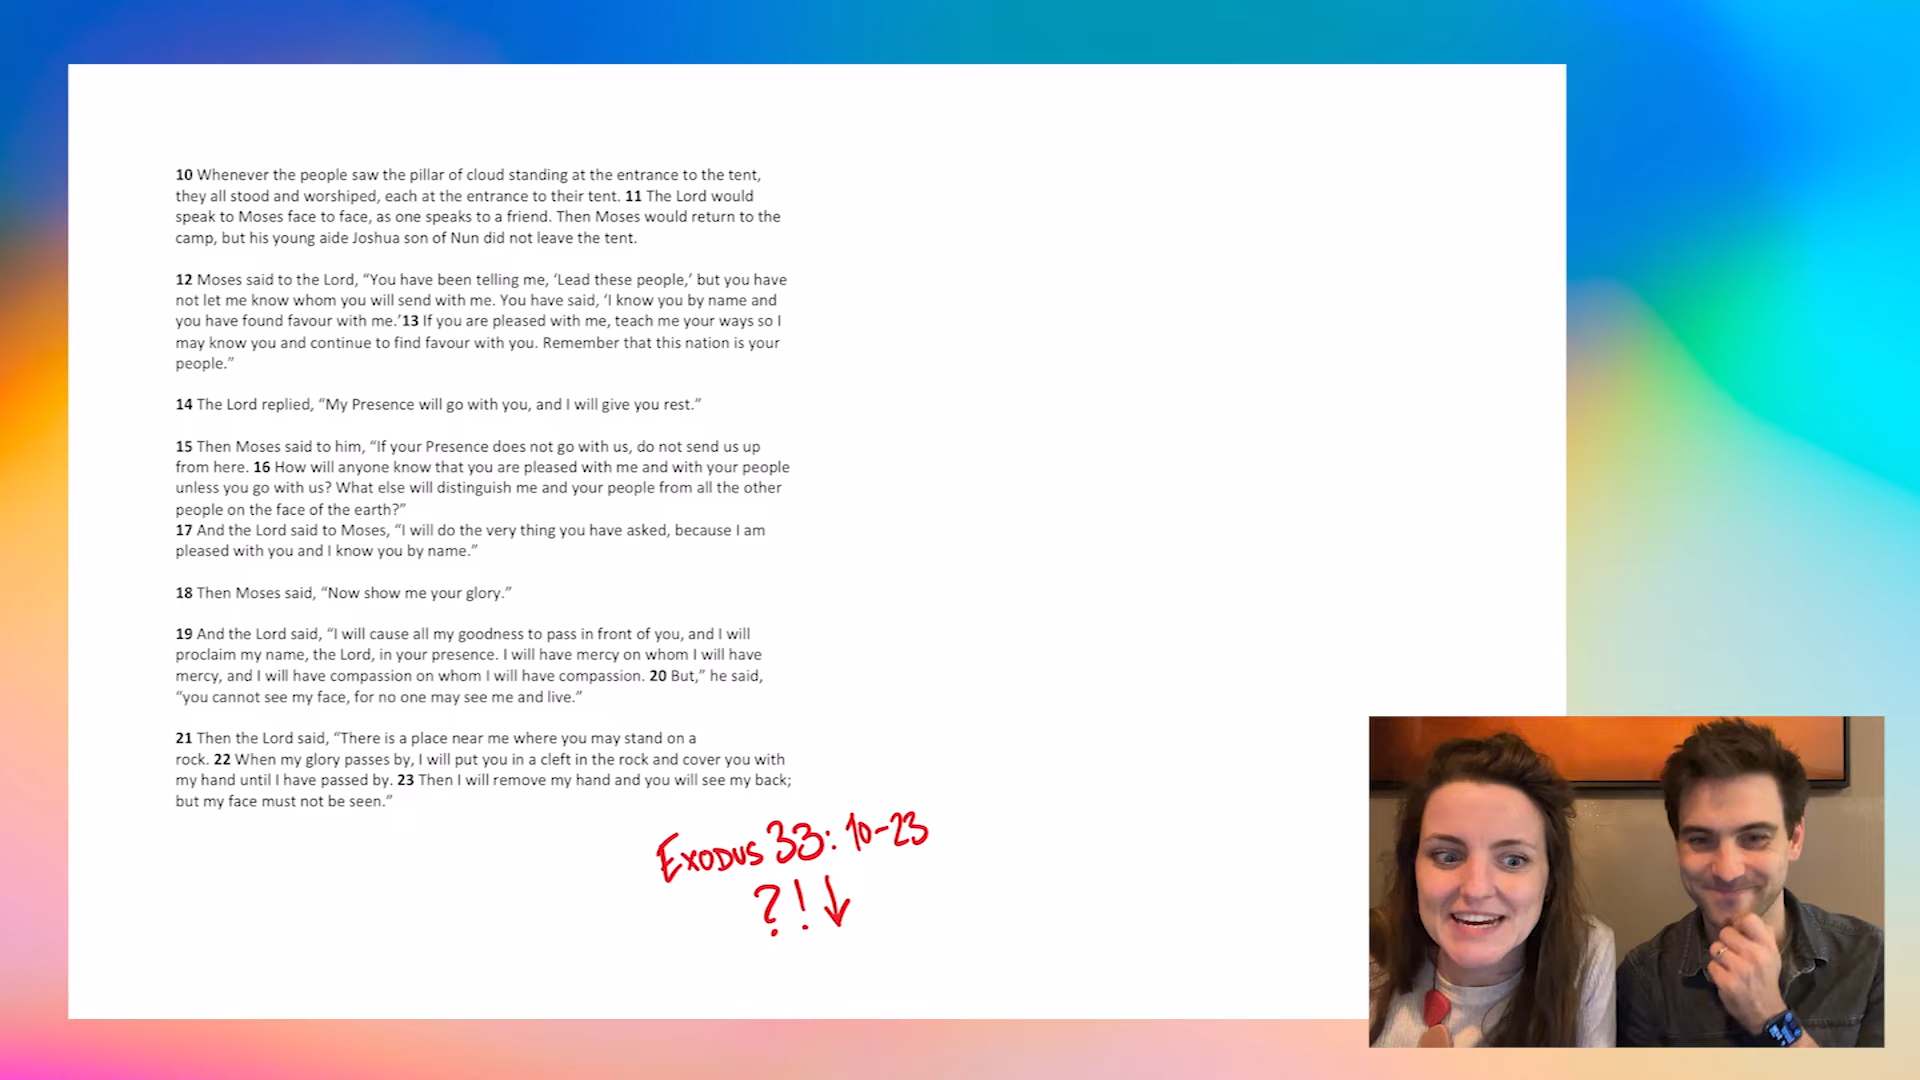 10 Whenever the people saw the pillar of cloud standing at the entrance to the tent,
they all stood and worshiped, each at the entrance to their tent. 11 The Lord would
speak to Moses face to face, as one speaks to a friend. Then Moses would return to the
camp, but his young aide Joshua son of Nun did not leave the tent.
12 Moses said to the Lord, “You have been telling me, ‘Lead these people,’ but you have
not let me know whom you will send with me. You have said, ‘I know you by name and
you have found favour with me.’13 If you are pleased with me, teach me your ways so I
may know you and continue to find favour with you. Remember that this nation is your
people.”
14 The Lord replied, “My Presence will go with you, and I will give you rest.”
15 Then Moses said to him, “If your Presence does not go with us, do not send us up
from here. 16 How will anyone know that you are pleased with me and with your people
unless you go with us? What else will distinguish me and your people from all the other
people on the face of the earth?”
17 And the Lord said to Moses, “I will do the very thing you have asked, because I am
pleased with you and I know you by name.”
18 Then Moses said, “Now show me your glory.”
19 And the Lord said, “I will cause all my goodness to pass in front of you, and I will
proclaim my name, the Lord, in your presence. I will have mercy on whom I will have
mercy, and I will have compassion on whom I will have compassion. 20 But,” he said,
“you cannot see my face, for no one may see me and live.”
21 Then the Lord said, “There is a place near me where you may stand on a
rock. 22 When my glory passes by, I will put you in a cleft in the rock and cover you with
my hand until I have passed by. 23 Then I will remove my hand and you will see my back;
but my face must not be seen.”
EXODUS 33: 10-23
?!↓